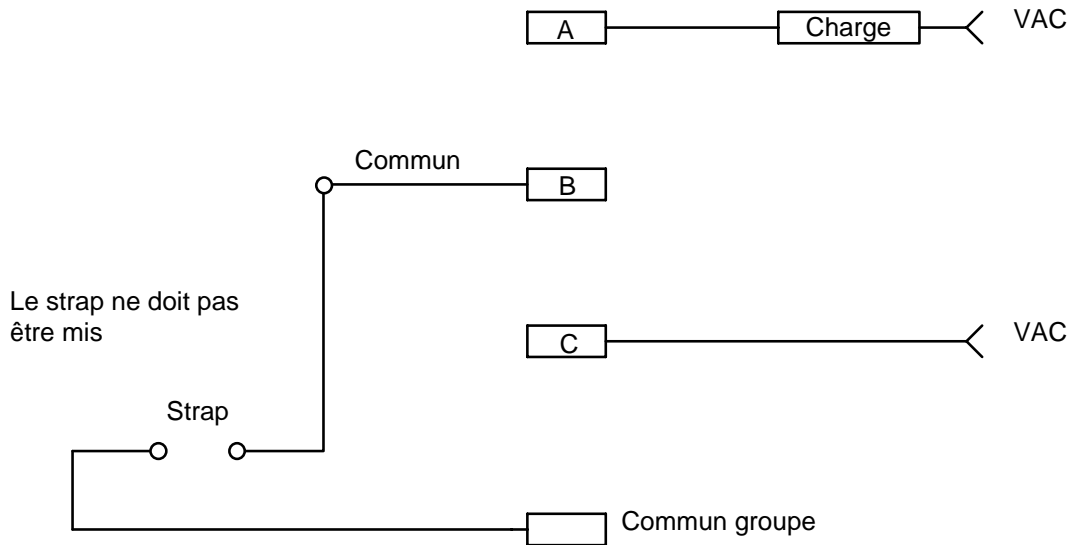 A
Charge
VAC
Commun
B
Le strap ne doit pas
être mis
C
VAC
Strap
Commun groupe